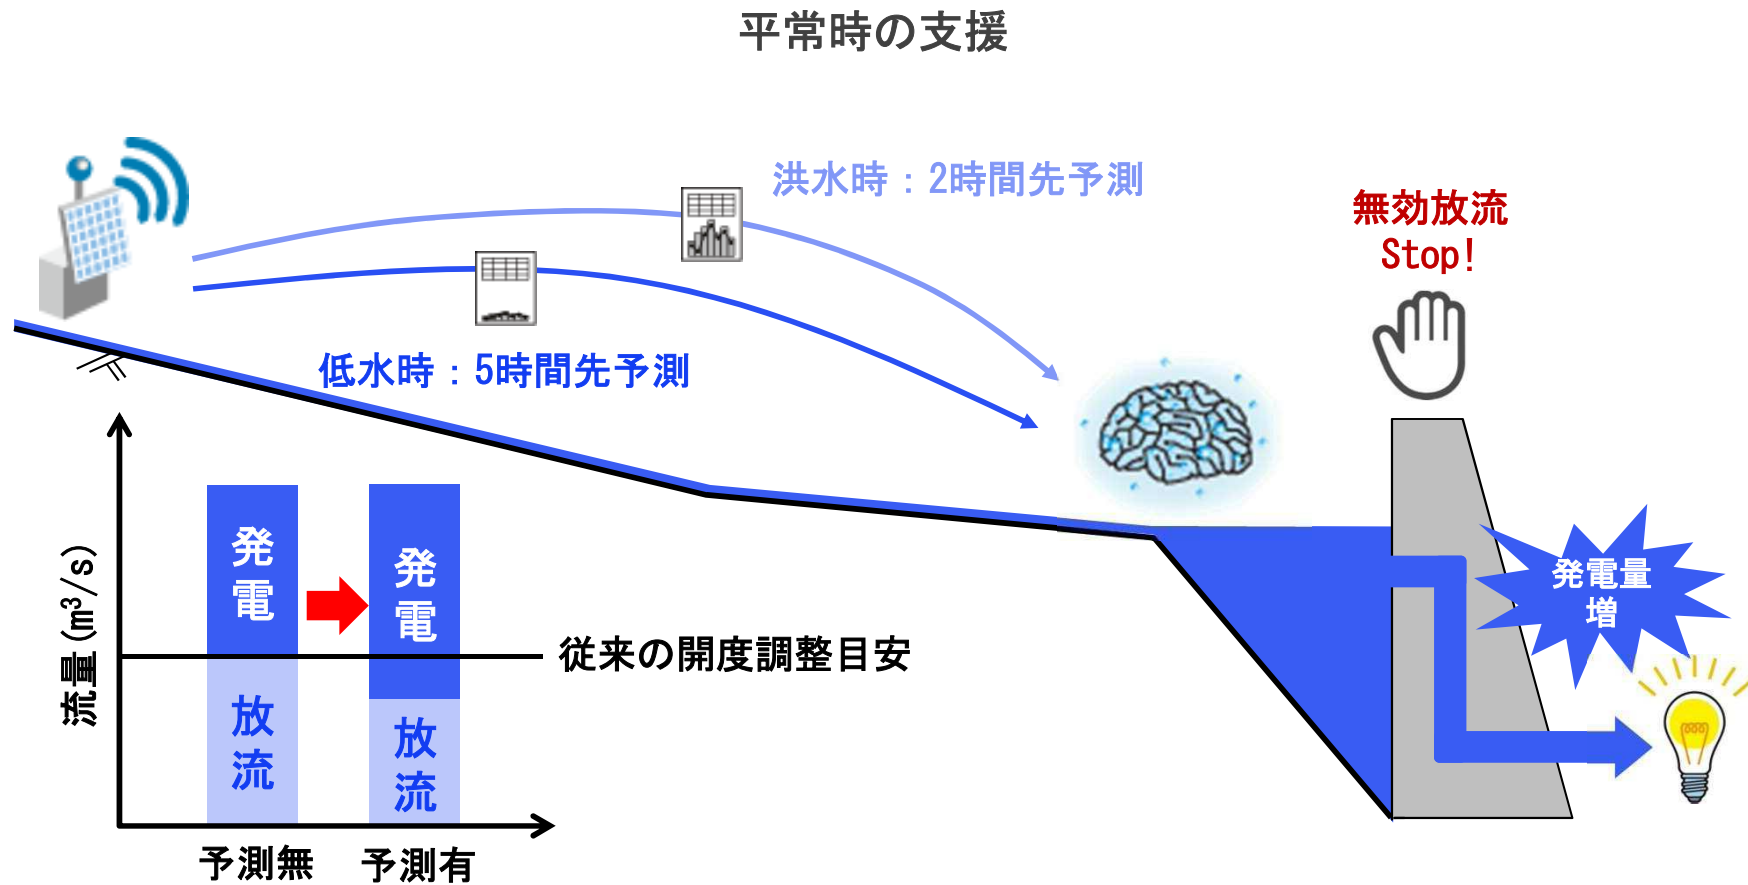 平常時の支援
洪水時：2時間先予測
無効放流
Stop!
低水時：5時間先予測
流量(m³/s)
発電
放流
発電
放流
従来の開度調整目安
予測無
予測有
発電量
増